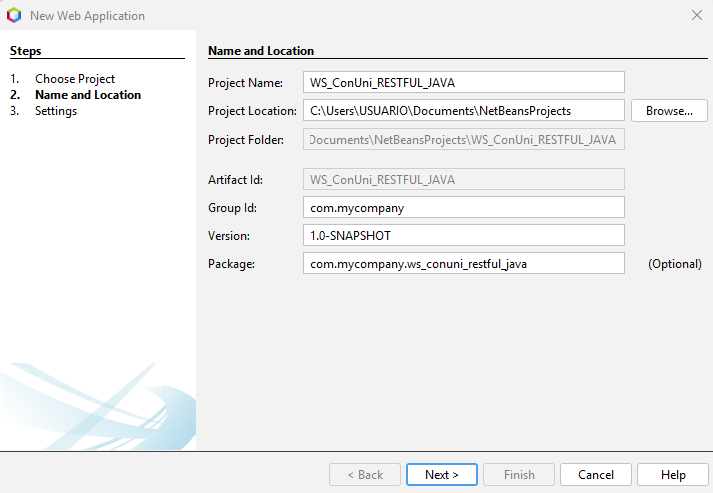 New Web Application
Steps
1. Choose Project
2. Name and Location
3. Settings
Name and Location
Project Name: WS_ConUni_RESTFUL_JAVA
Project Location: C:\Users\USUARIO\Documents\NetBeansProjects Browse...
Project Folder: Documents\NetBeansProjects\WS_ConUni_RESTFUL_JAVA
Artifact Id: WS_ConUni_RESTFUL_JAVA
Group Id: com.mycompany
Version: 1.0-SNAPSHOT
Package: com.mycompany.ws_conuni_restful_java (Optional)
< Back Next > Finish Cancel Help